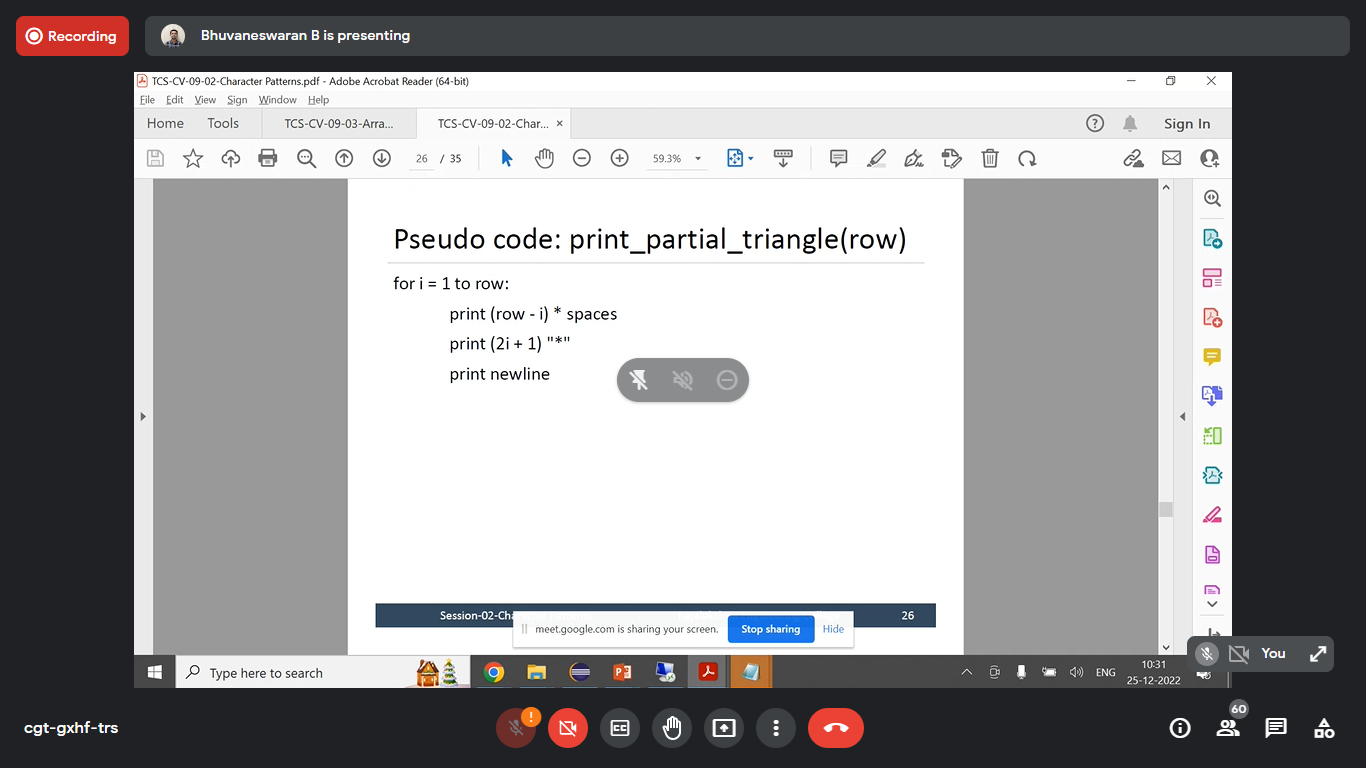 Recording
Bhuvaneswaran B is presenting
TCS-CV-09-02-Character Patterns.pdf - Adobe Acrobat Reader (64-bit)
File Edit View Sign Window Help
Home Tools TCS-CV-09-03-Arra... TCS-CV-09-02-Char... × Sign In
26 / 35 59.3%
Pseudo code: print_partial_triangle(row)
for i = 1 to row:
print (row - i) * spaces
print (2i + 1) "*"
print newline
Session-02-Cha 26
meet.google.com is sharing your screen. Stop sharing Hide
You
Type here to search ENG 10:31
25-12-2022
60
cgt-gxhf-trs